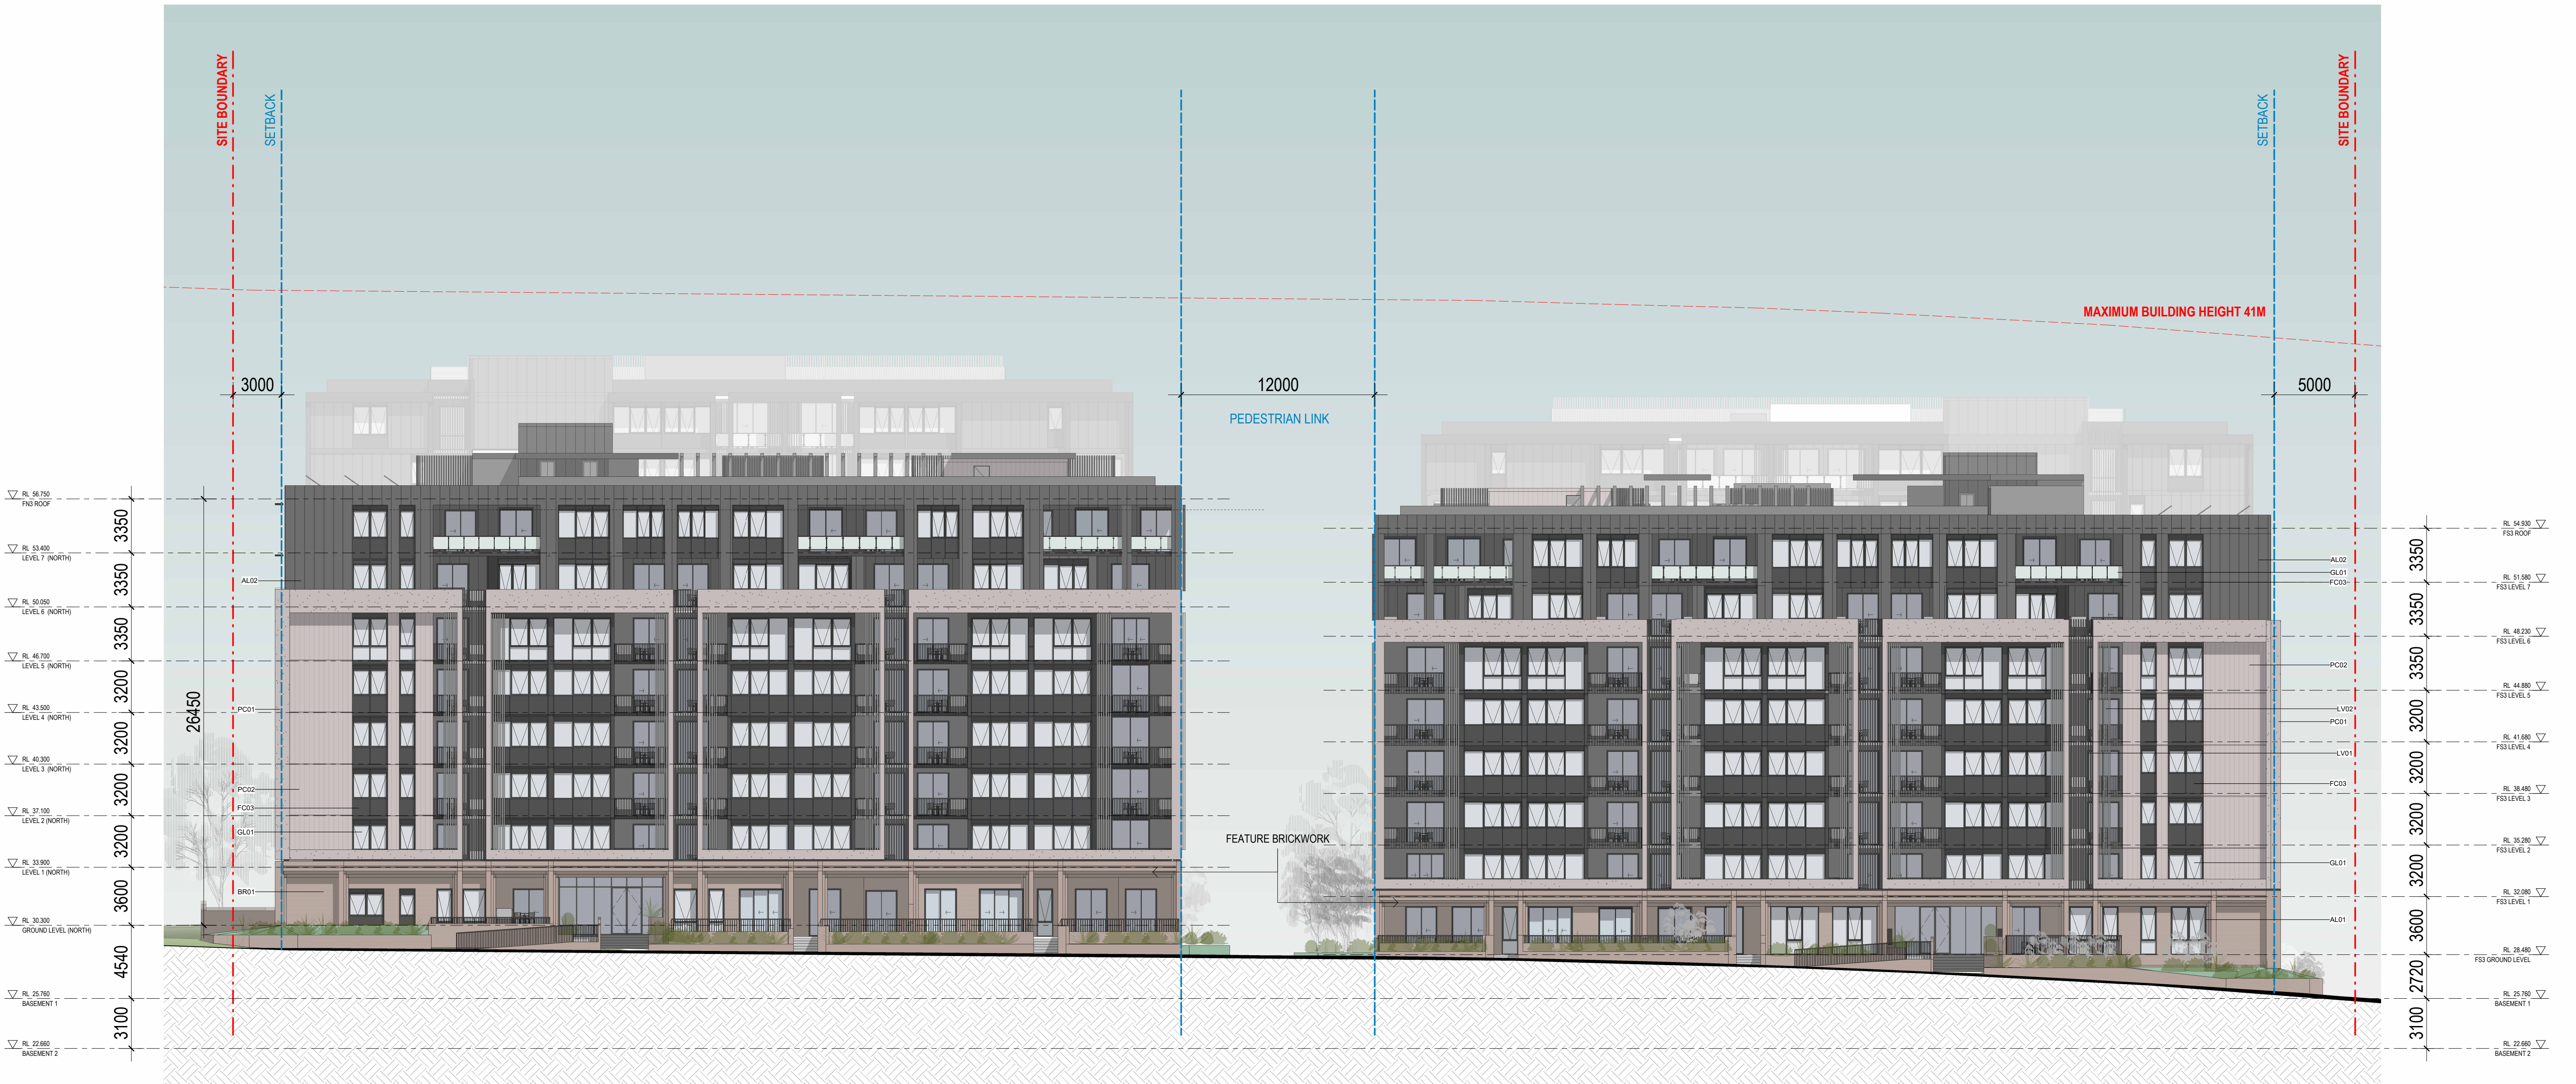 SITE BOUNDARY
SETBACK
SETBACK
SITE BOUNDARY
MAXIMUM BUILDING HEIGHT 41M
3000
12000
5000
PEDESTRIAN LINK
RL 56.750
FN3 ROOF
3350
RL 53.400
LEVEL 7 (NORTH)
3350
AL02
RL 50.050
LEVEL 6 (NORTH)
3350
RL 46.700
LEVEL 5 (NORTH)
3200
26450
RL 43.500
LEVEL 4 (NORTH)
PC01
3200
RL 40.300
LEVEL 3 (NORTH)
3200
PC02
FC03
RL 37.100
LEVEL 2 (NORTH)
GL01
3200
RL 33.900
LEVEL 1 (NORTH)
BR01
3600
RL 30.300
GROUND LEVEL (NORTH)
4540
RL 25.760
BASEMENT 1
3100
RL 22.660
BASEMENT 2
FEATURE BRICKWORK
RL 54.930
FS3 ROOF
3350
AL02
GL01
FC03
RL 51.580
FS3 LEVEL 7
3350
RL 48.230
FS3 LEVEL 6
3350
PC02
RL 44.880
FS3 LEVEL 5
LV02
3200
PC01
RL 41.680
FS3 LEVEL 4
LV01
3200
FC03
RL 38.480
FS3 LEVEL 3
3200
RL 35.280
FS3 LEVEL 2
GL01
3200
RL 32.080
FS3 LEVEL 1
AL01
3600
RL 28.480
FS3 GROUND LEVEL
2720
RL 25.760
BASEMENT 1
3100
RL 22.660
BASEMENT 2